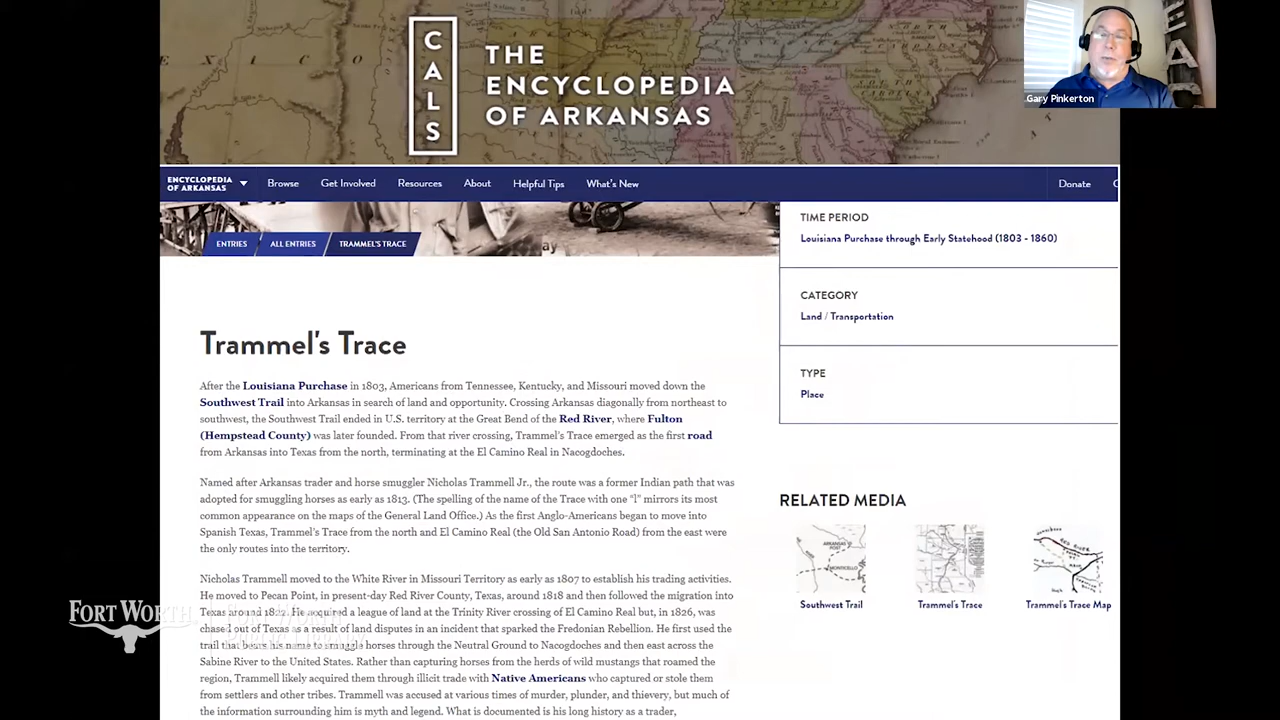 CALS
THE
ENCYCLOPEDIA
OF ARKANSAS
Gary Pinkerton
ENCYCLOPEDIA
OF ARKANSAS
Browse
Get Involved
Resources
About
Helpful Tips
What's New
Donate
ENTRIES
ALL ENTRIES
TRAMMEL'S TRACE
TIME PERIOD
Louisiana Purchase through Early Statehood (1803 - 1860)
CATEGORY
Land / Transportation
TYPE
Place
Trammel's Trace
After the Louisiana Purchase in 1803, Americans from Tennessee, Kentucky, and Missouri moved down the
Southwest Trail into Arkansas in search of land and opportunity. Crossing Arkansas diagonally from northeast to
southwest, the Southwest Trail ended in U.S. territory at the Great Bend of the Red River, where Fulton
(Hempstead County) was later founded. From that river crossing, Trammel's Trace emerged as the first road
from Arkansas into Texas from the north, terminating at the El Camino Real in Nacogdoches.
Named after Arkansas trader and horse smuggler Nicholas Trammell Jr., the route was a former Indian path that was
adopted for smuggling horses as early as 1813. (The spelling of the name of the Trace with one "l" mirrors its most
common appearance on the maps of the General Land Office.) As the first Anglo-Americans began to move into
Spanish Texas, Trammel's Trace from the north and El Camino Real (the Old San Antonio Road) from the east were
the only routes into the territory.
Nicholas Trammell moved to the White River in Missouri Territory as early as 1807 to establish his trading activities.
He moved to Pecan Point, in present-day Red River County, Texas, around 1818 and then followed the migration into
Texas around He acquired a league of land at the Trinity River crossing of El Camino Real but, in 1826, was
chased out of Texas as a result of land disputes in an incident that sparked the Fredonian Rebellion. He first used the
trail that bears his name to smuggle horses through the Neutral Ground to Nacogdoches and then east across the
Sabine River to the United States. Rather than capturing horses from the herds of wild mustangs that roamed the
region, Trammell likely acquired them through illicit trade with Native Americans who captured or stole them
from settlers and other tribes. Trammell was accused at various times of murder, plunder, and thievery, but much of
the information surrounding him is myth and legend. What is documented is his long history as a trader,
RELATED MEDIA
Southwest Trail
Trammel's Trace
Trammel's Trace Map
FORT WORTH
FORT WORTH
PUBLIC LIBRARY